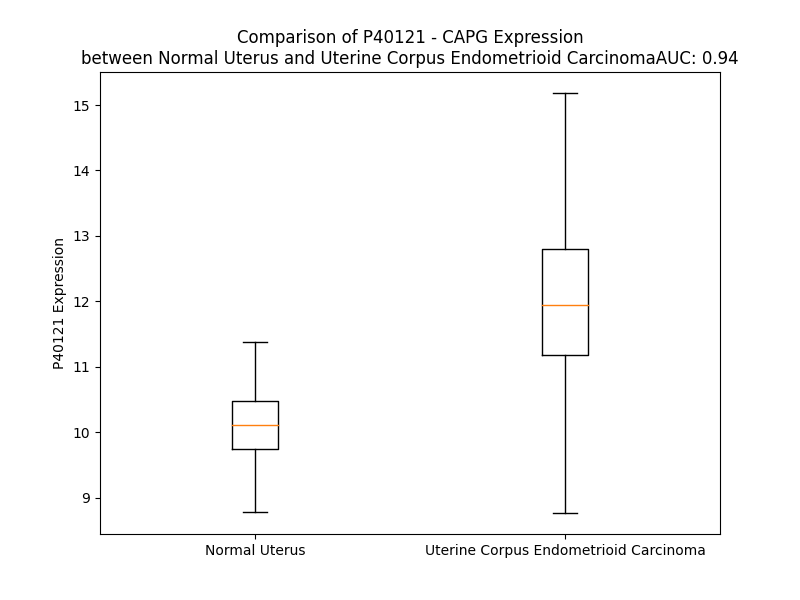 Comparison of P40121 - CAPG Expression
between Normal Uterus and Uterine Corpus Endometrioid CarcinomaAUC: 0.94
15
14
13
12
11
10
9
P40121 Expression
Normal Uterus
Uterine Corpus Endometrioid Carcinoma